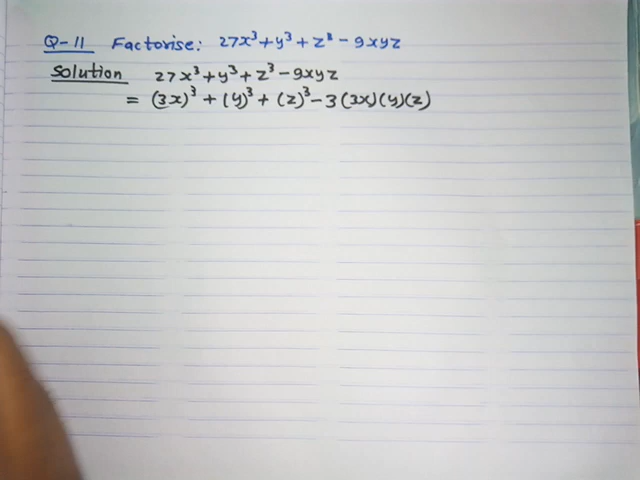 Q-11 Factorise: 27x³ + y³ + z³ - 9xyz
Solution 27x³ + y³ + z³ - 9xyz
= (3x)³ + (y)³ + (z)³ - 3(3x)(y)(z)